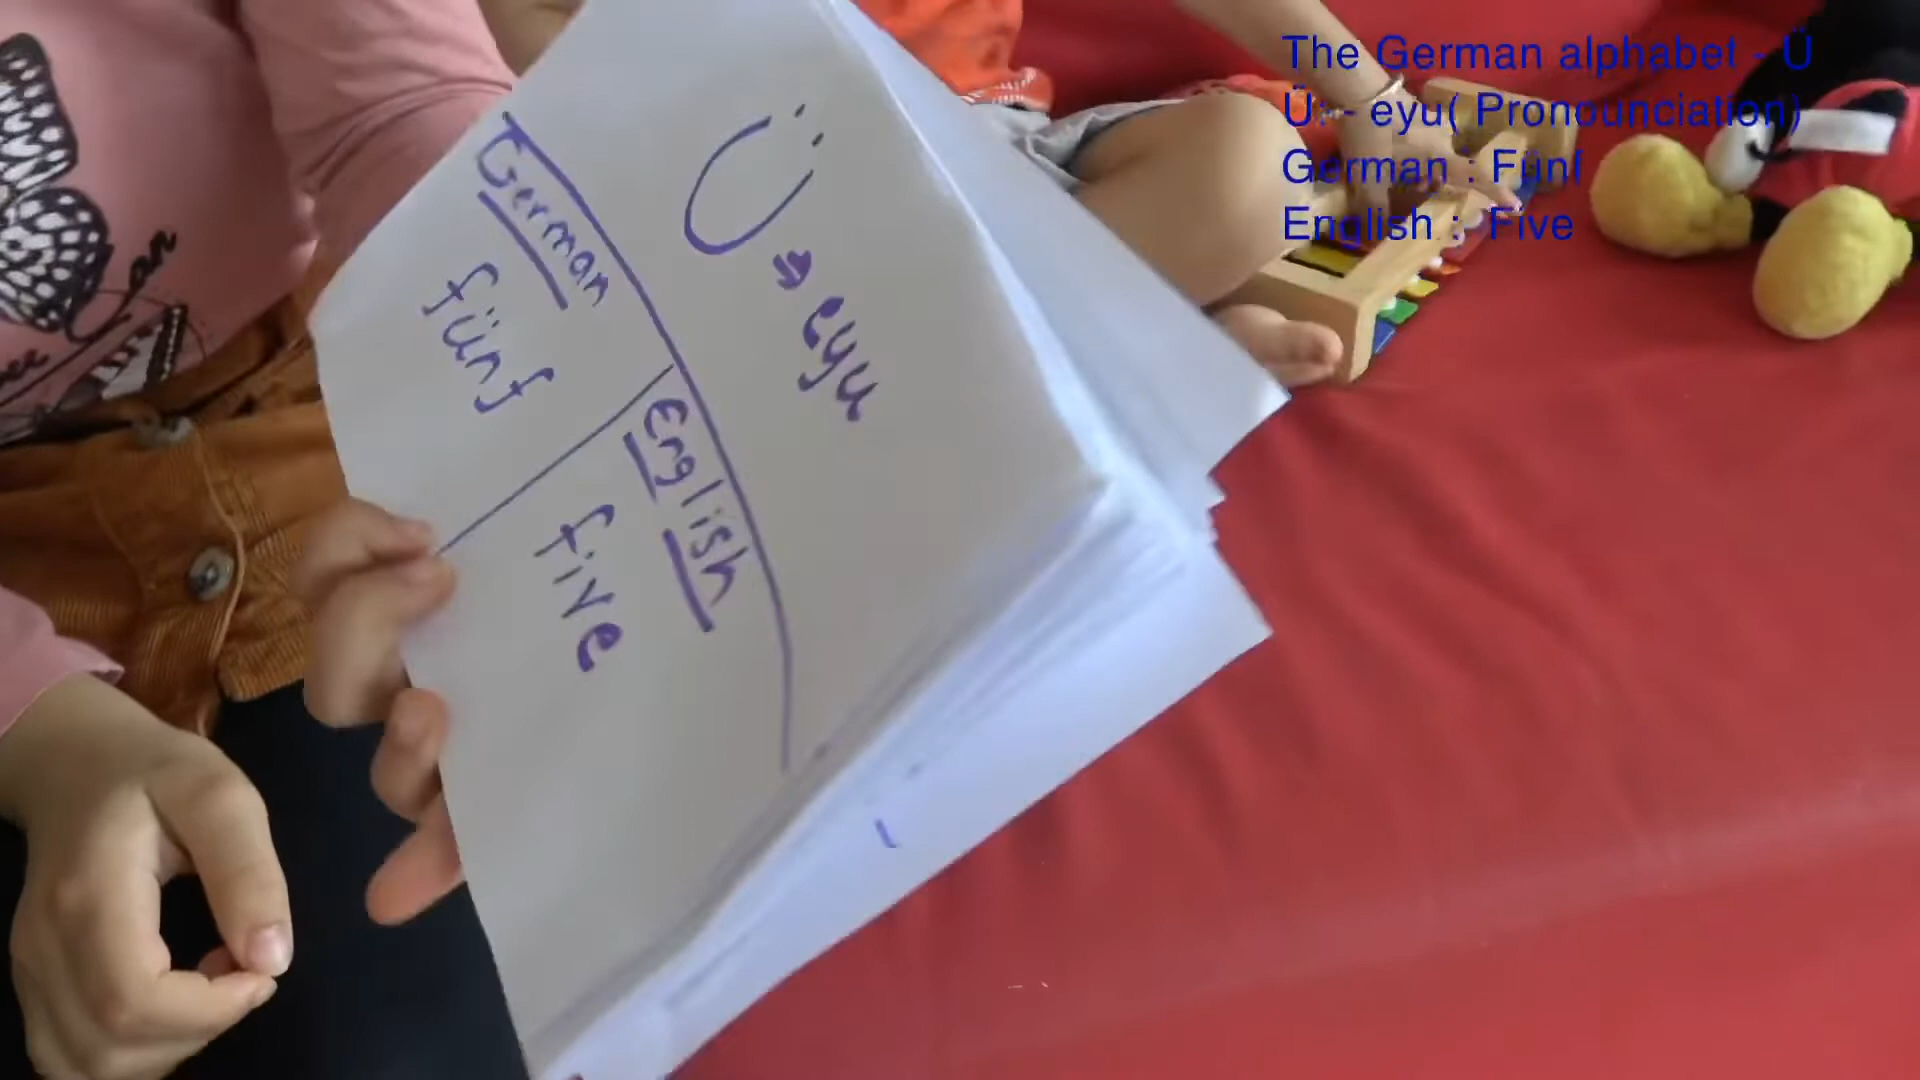 The German alphabet - Ü
Ü:- eyu( Pronounciation)
German : Fünf
English : Five
Ü → eyu
German
fünf
English
five